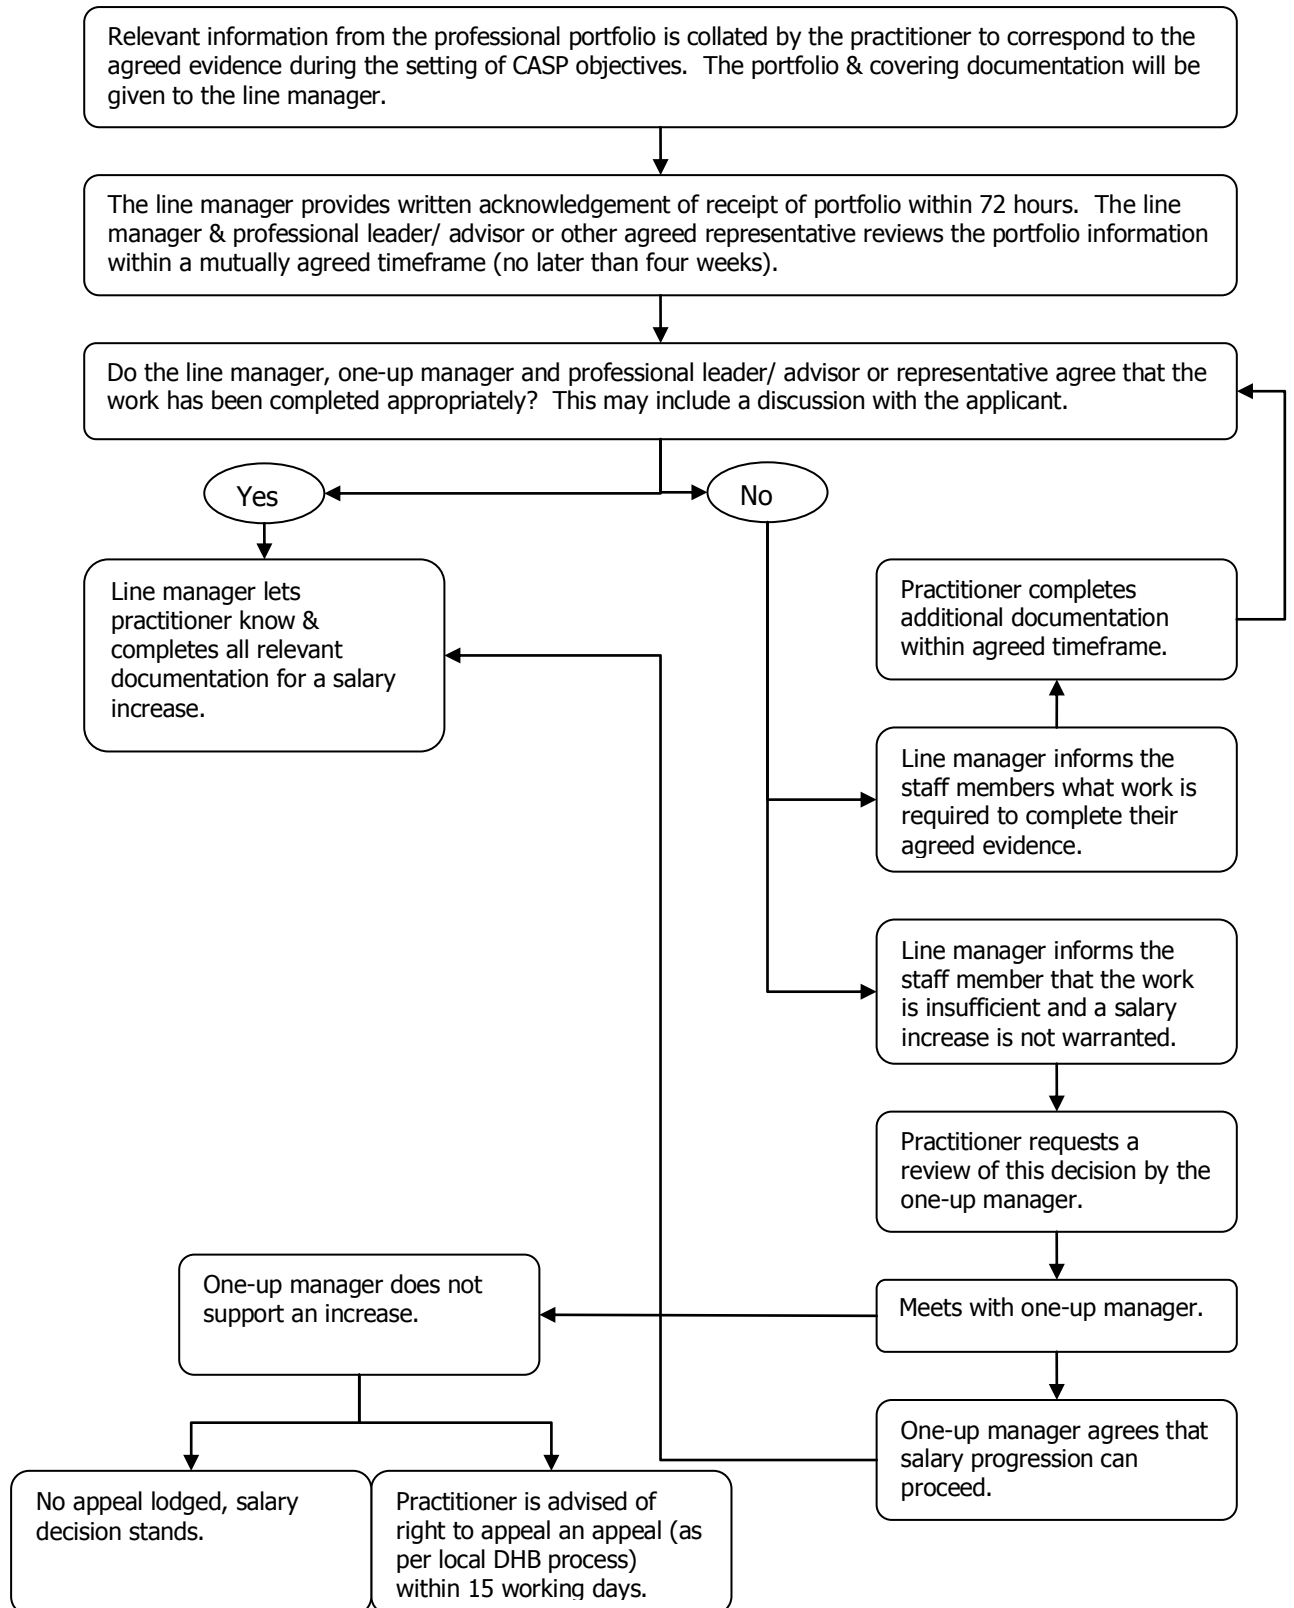 Relevant information from the professional portfolio is collated by the practitioner to correspond to the
agreed evidence during the setting of CASP objectives.  The portfolio & covering documentation will be
given to the line manager.
The line manager provides written acknowledgement of receipt of portfolio within 72 hours.  The line
manager & professional leader/ advisor or other agreed representative reviews the portfolio information
within a mutually agreed timeframe (no later than four weeks).
Do the line manager, one-up manager and professional leader/ advisor or representative agree that the
work has been completed appropriately?  This may include a discussion with the applicant.
Yes
No
Line manager lets
practitioner know &
completes all relevant
documentation for a salary
increase.
Practitioner completes
additional documentation
within agreed timeframe.
Line manager informs the
staff members what work is
required to complete their
agreed evidence.
Line manager informs the
staff member that the work
is insufficient and a salary
increase is not warranted.
Practitioner requests a
review of this decision by the
one-up manager.
Meets with one-up manager.
One-up manager does not
support an increase.
One-up manager agrees that
salary progression can
proceed.
No appeal lodged, salary
decision stands.
Practitioner is advised of
right to appeal an appeal (as
per local DHB process)
within 15 working days.